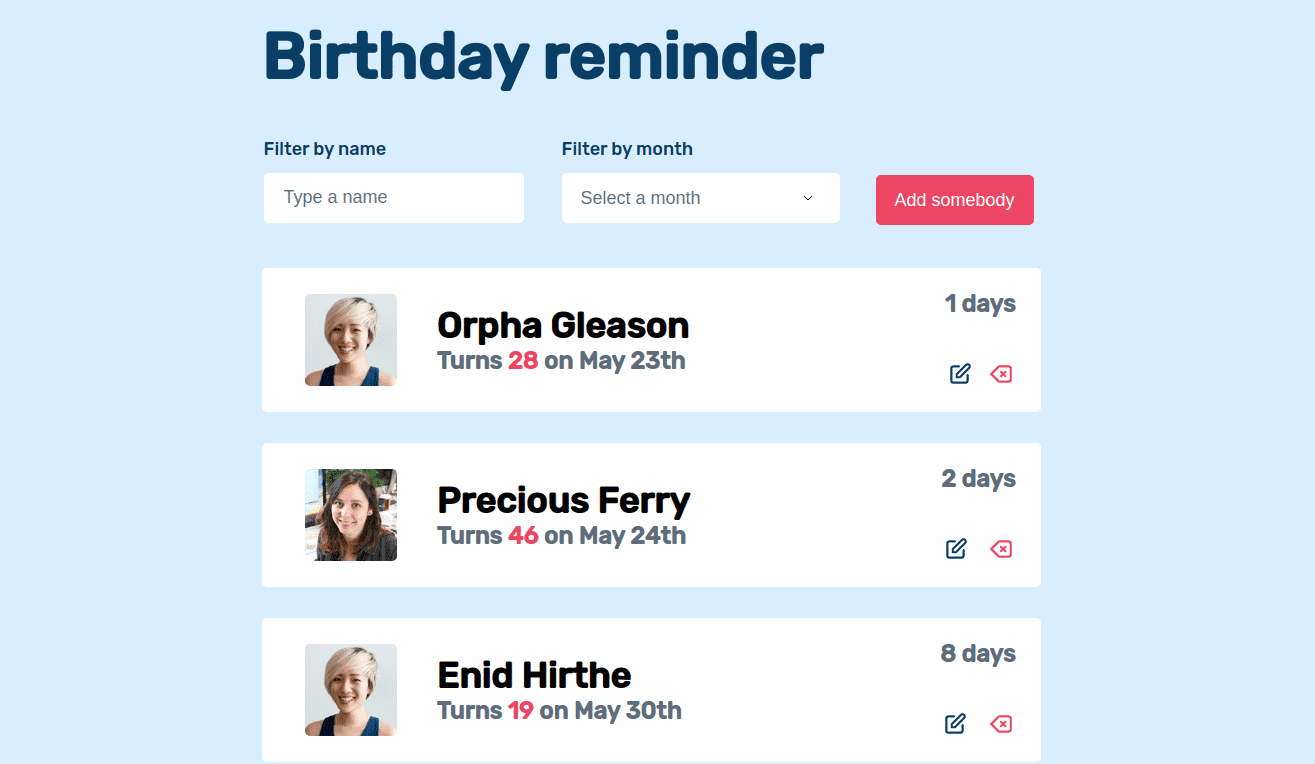 Birthday reminder
Filter by name
Filter by month
Type a name
Select a month
Add somebody
Orpha Gleason
Turns 28 on May 23th
1 days
Precious Ferry
Turns 46 on May 24th
2 days
Enid Hirthe
Turns 19 on May 30th
8 days